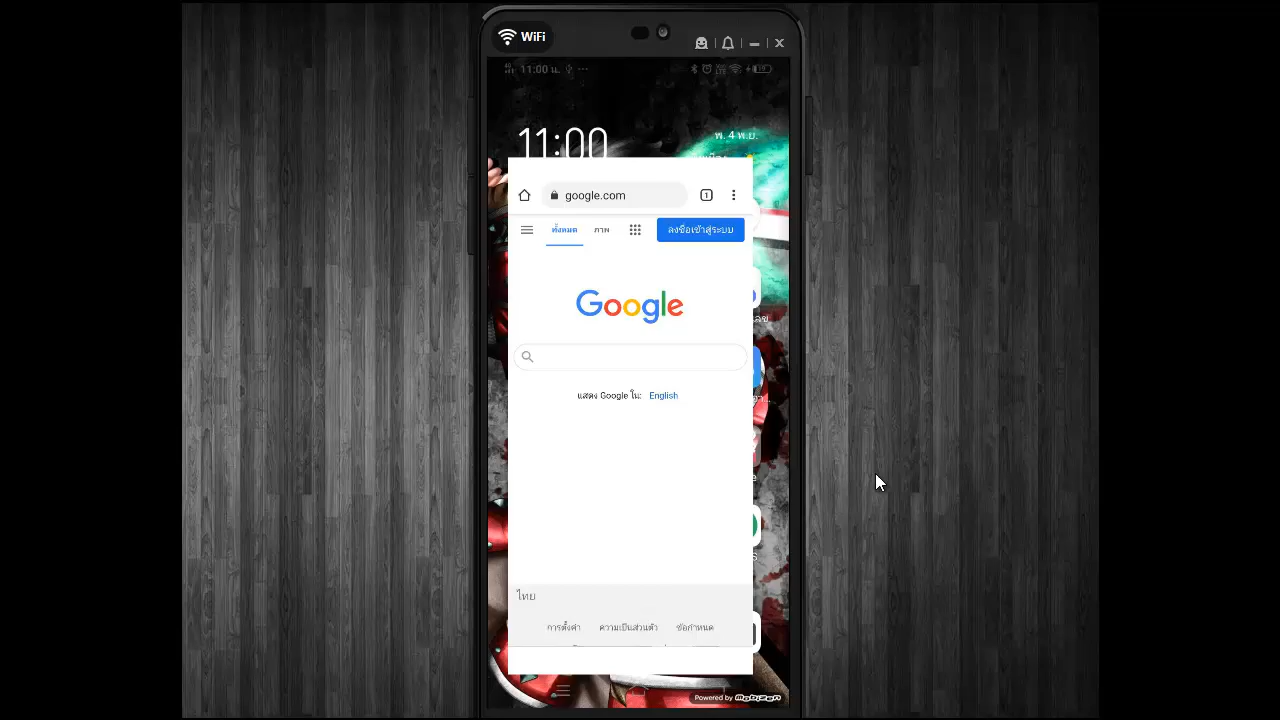 WiFi
11:00 น.
11:00
พ. 4 พ.ย.
google.com
1
ทั้งหมด
ภาพ
ลงชื่อเข้าสู่ระบบ
Google
แสดง Google ใน: English
ไทย
การตั้งค่า
ความเป็นส่วนตัว
ข้อกำหนด
Powered by Mobizen